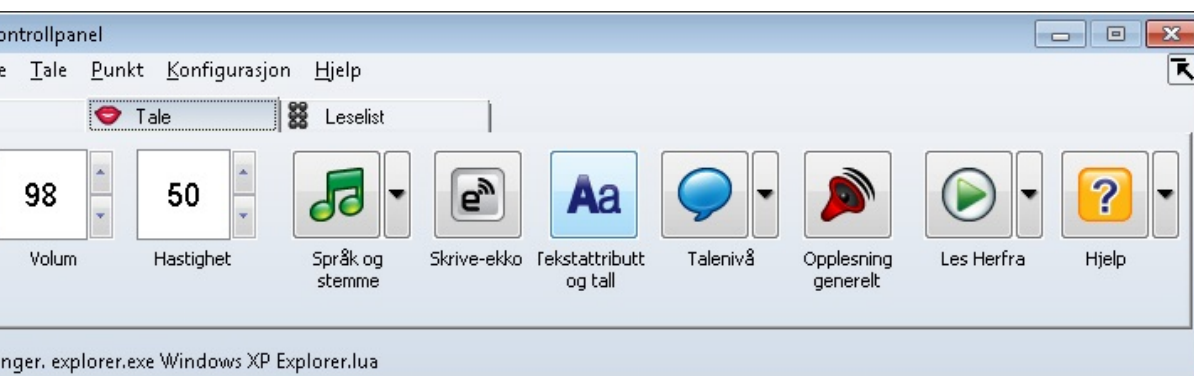 ontrollpanel
e Tale Punkt Konfigurasjon Hjelp
Tale Leselist
98 50 e Aa ?
Volum Hastighet Språk og stemme Skrive-ekko Tekstattributt og tall Talenivå Opplesning generelt Les Herfra Hjelp
nger. explorer.exe Windows XP Explorer.lua